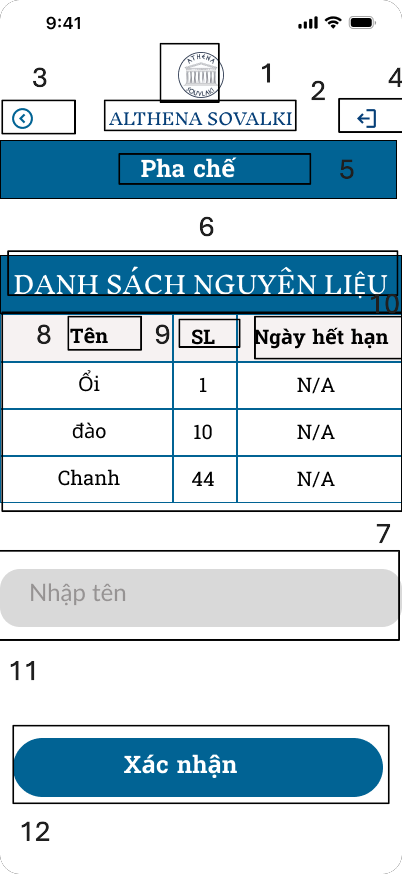 9:41
ATHENA
SOUVLAKI
1
3
2
4
ALTHENA SOVALKI
Pha chế
5
6
DANH SÁCH NGUYÊN LIỆU
10
8 Tên 9 SL Ngày hết hạn
Ổi 1 N/A
đào 10 N/A
Chanh 44 N/A
7
Nhập tên
11
Xác nhận
12